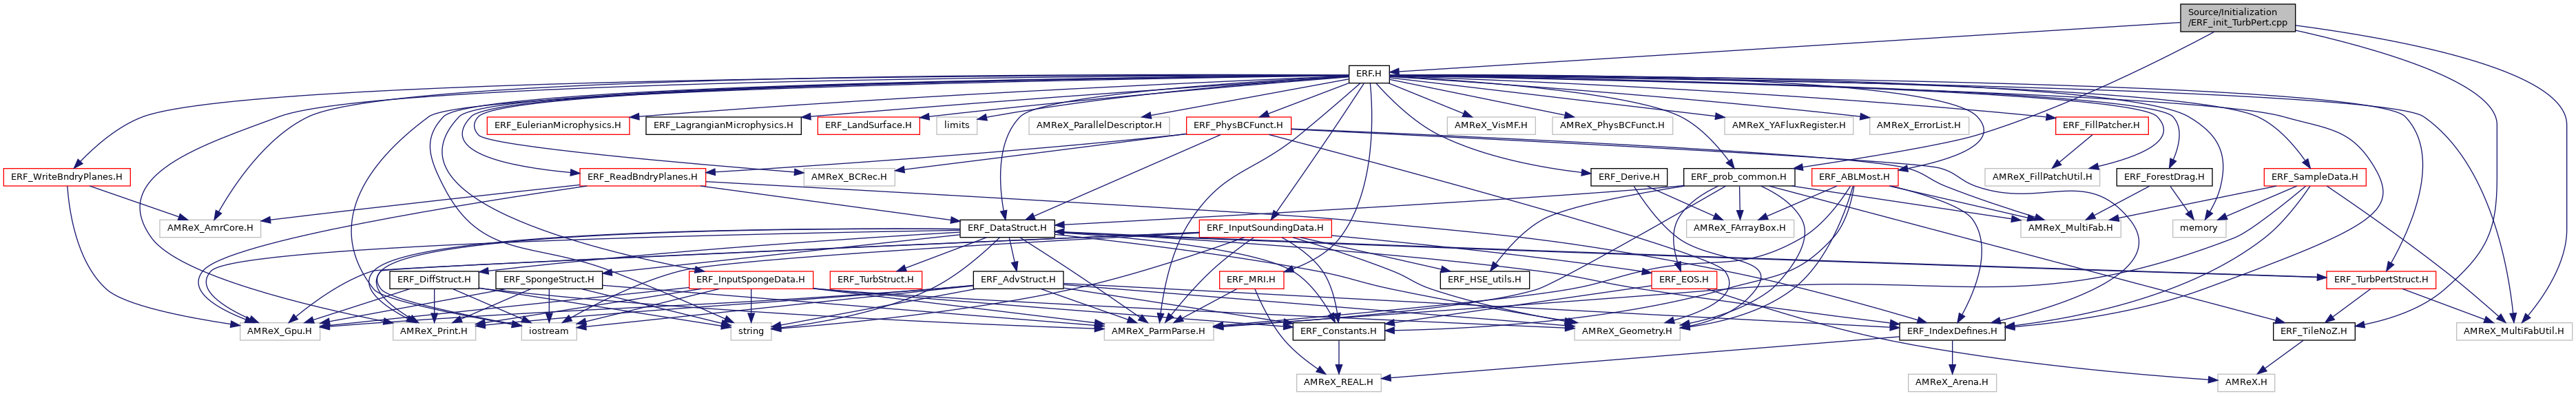 Source/Initialization
/ERF_init_TurbPert.cpp
ERF.H
ERF_EulerianMicrophysics.H
ERF_LagrangianMicrophysics.H
ERF_LandSurface.H
limits
AMReX_ParallelDescriptor.H
ERF_PhysBCFunct.H
AMReX_VisMF.H
AMReX_PhysBCFunct.H
AMReX_YAFluxRegister.H
AMReX_ErrorList.H
ERF_FillPatcher.H
ERF_WriteBndryPlanes.H
ERF_ReadBndryPlanes.H
AMReX_BCRec.H
ERF_Derive.H
ERF_prob_common.H
ERF_ABLMost.H
AMReX_FillPatchUtil.H
ERF_ForestDrag.H
ERF_SampleData.H
AMReX_AmrCore.H
ERF_DataStruct.H
ERF_InputSoundingData.H
AMReX_FArrayBox.H
AMReX_MultiFab.H
memory
ERF_DiffStruct.H
ERF_SpongeStruct.H
ERF_InputSpongeData.H
ERF_TurbStruct.H
ERF_AdvStruct.H
ERF_MRI.H
ERF_HSE_utils.H
ERF_EOS.H
ERF_TurbPertStruct.H
AMReX_Gpu.H
AMReX_Print.H
iostream
string
AMReX_ParmParse.H
ERF_Constants.H
AMReX_Geometry.H
ERF_IndexDefines.H
ERF_TileNoZ.H
AMReX_MultiFabUtil.H
AMReX_REAL.H
AMReX_Arena.H
AMReX.H